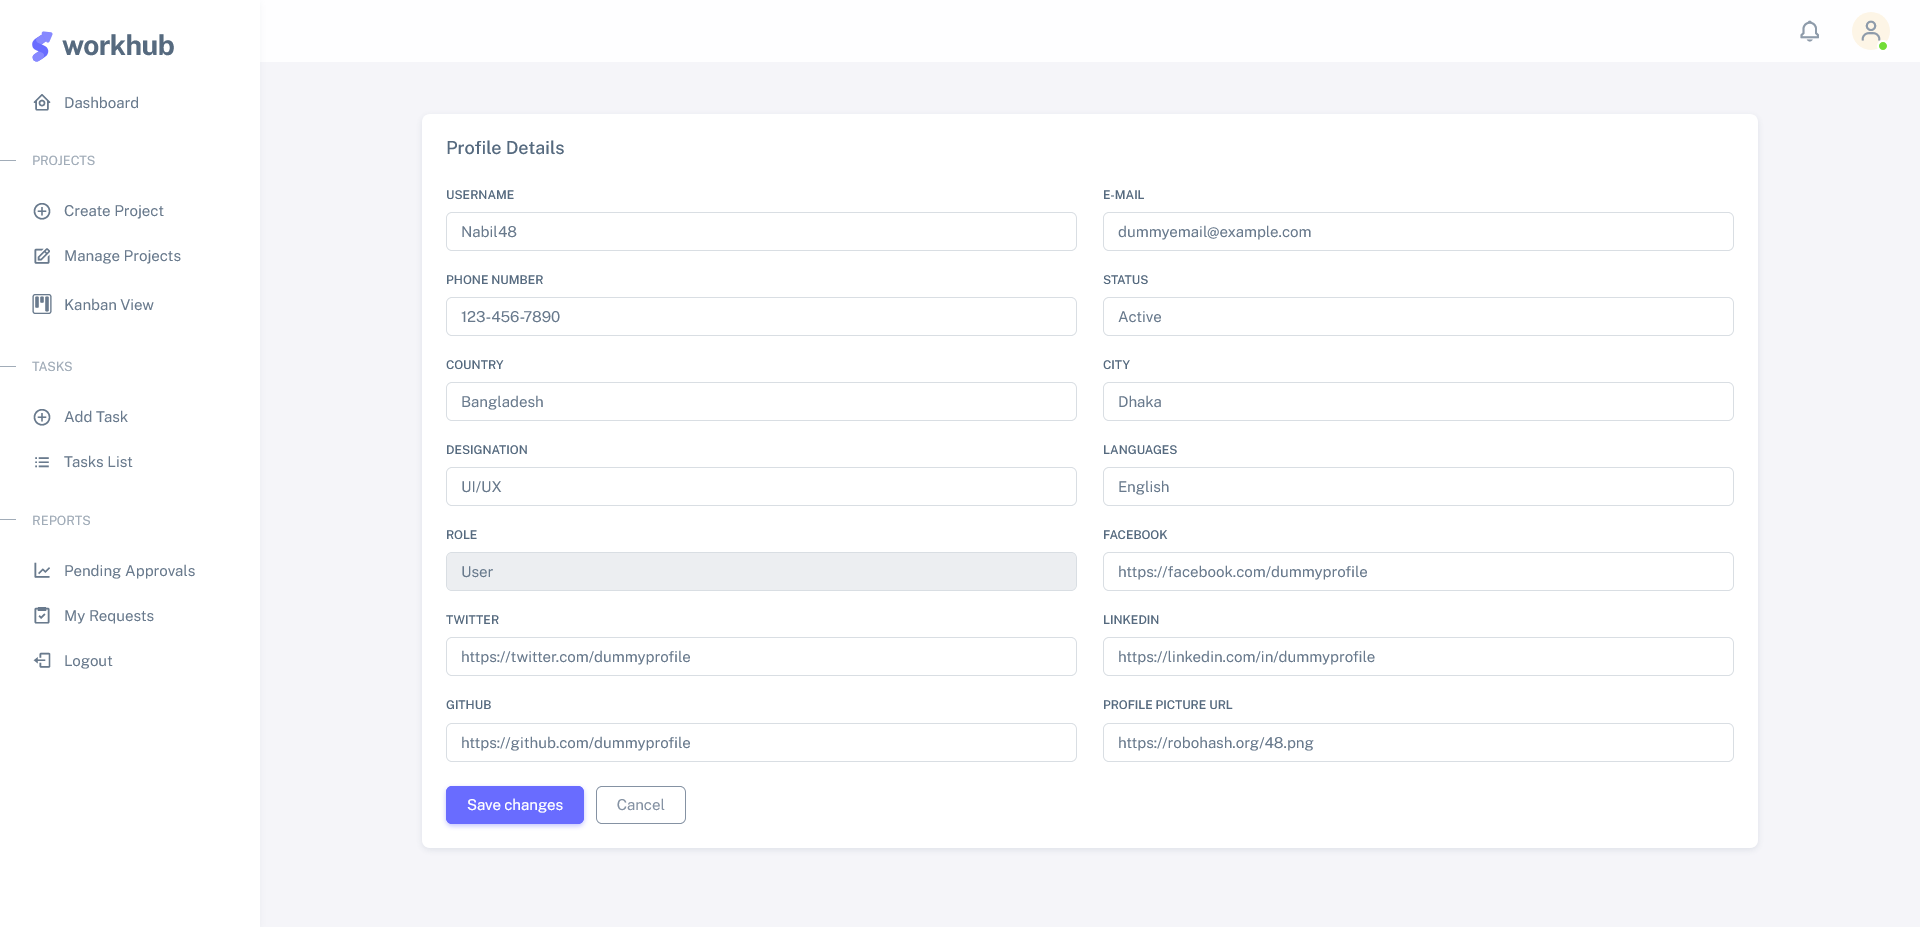 workhub
Dashboard
PROJECTS
Create Project
Manage Projects
Kanban View
TASKS
Add Task
Tasks List
REPORTS
Pending Approvals
My Requests
Logout
Profile Details
USERNAME
Nabil48
E-MAIL
dummyemail@example.com
PHONE NUMBER
123-456-7890
STATUS
Active
COUNTRY
Bangladesh
CITY
Dhaka
DESIGNATION
UI/UX
LANGUAGES
English
ROLE
User
FACEBOOK
https://facebook.com/dummyprofile
TWITTER
https://twitter.com/dummyprofile
LINKEDIN
https://linkedin.com/in/dummyprofile
GITHUB
https://github.com/dummyprofile
PROFILE PICTURE URL
https://robohash.org/48.png
Save changes
Cancel